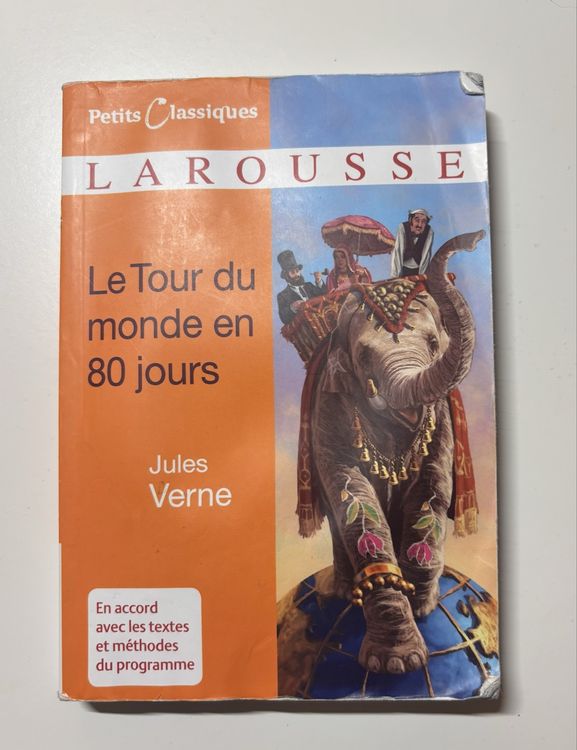 Petits Classiques
LAROUSSE
Le Tour du
monde en
80 jours
Jules
Verne
En accord
avec les textes
et méthodes
du programme